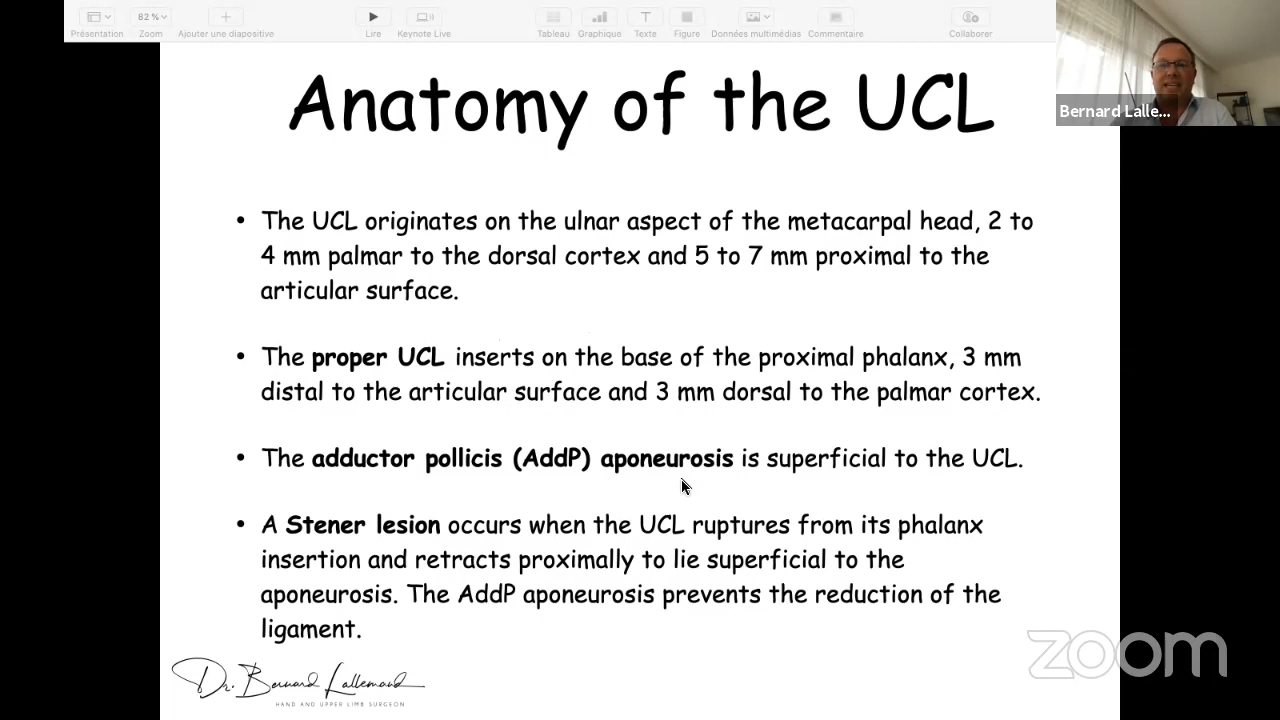 Présentation
82 %
Zoom
Ajouter une diapositive
Lire
Keynote Live
Tableau
Graphique
Texte
Figure
Données multimédias
Commentaire
Collaborer
Bernard Lalle...
Anatomy of the UCL
• The UCL originates on the ulnar aspect of the metacarpal head, 2 to
4 mm palmar to the dorsal cortex and 5 to 7 mm proximal to the
articular surface.
• The proper UCL inserts on the base of the proximal phalanx, 3 mm
distal to the articular surface and 3 mm dorsal to the palmar cortex.
• The adductor pollicis (AddP) aponeurosis is superficial to the UCL.
• A Stener lesion occurs when the UCL ruptures from its phalanx
insertion and retracts proximally to lie superficial to the
aponeurosis. The AddP aponeurosis prevents the reduction of the
ligament.
Dr. Bernard Lallemand
HAND AND UPPER LIMB SURGEON
zoom